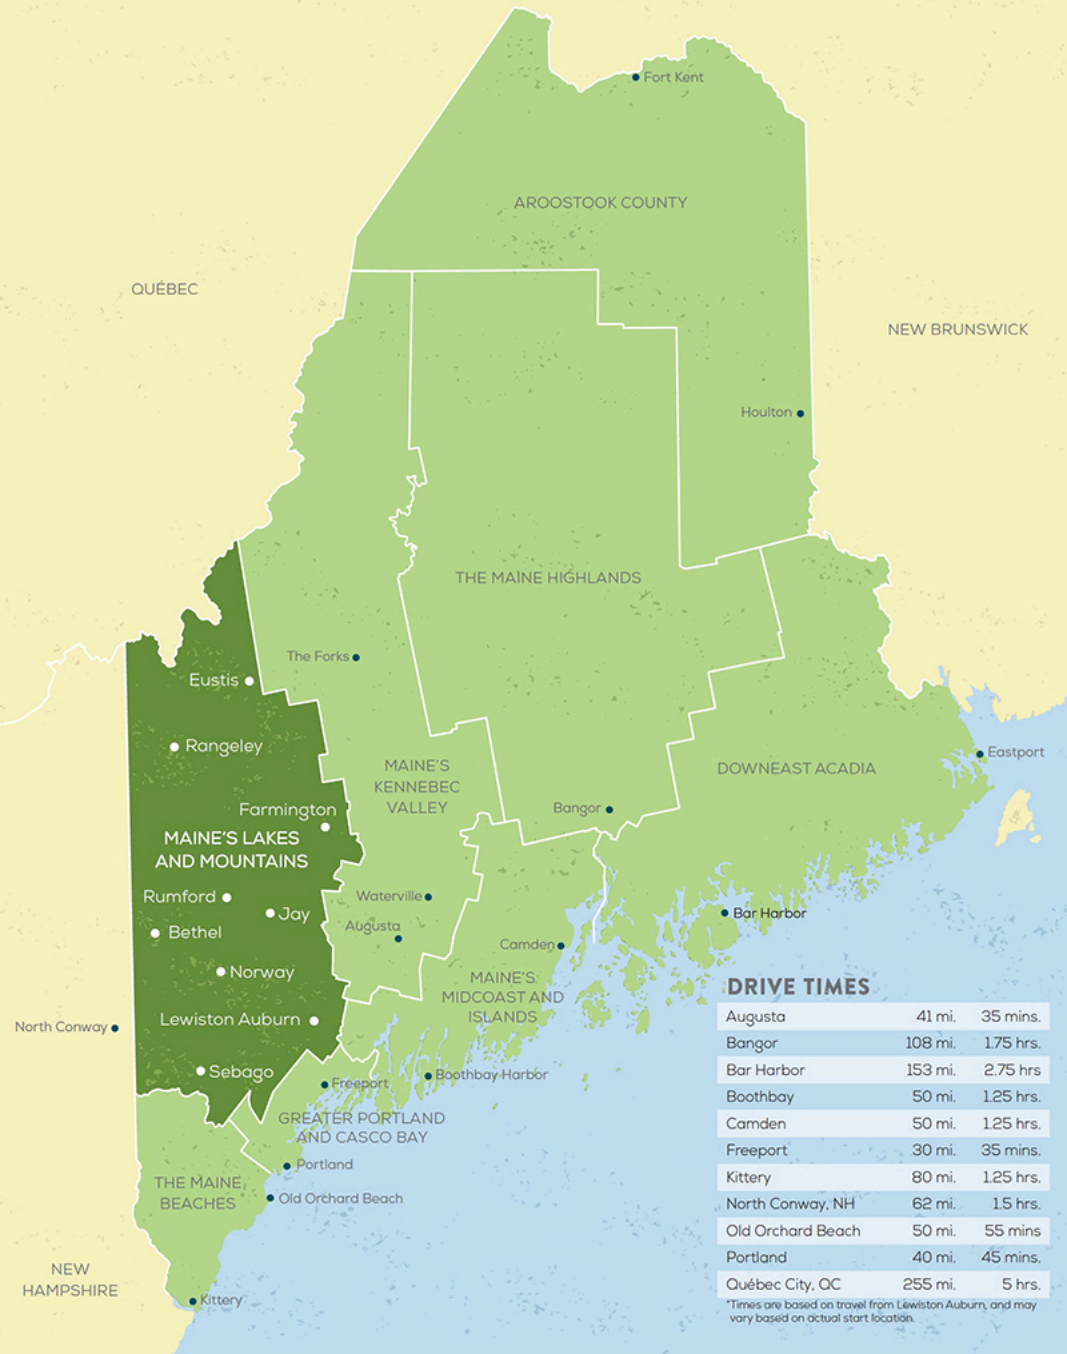 Fort Kent
AROOSTOOK COUNTY
QUÉBEC
NEW BRUNSWICK
Houlton
THE MAINE HIGHLANDS
The Forks
Eustis
Rangeley
Eastport
MAINE'S
KENNEBEC
VALLEY
DOWNEAST ACADIA
Farmington
Bangor
MAINE'S LAKES
AND MOUNTAINS
Rumford
Waterville
Jay
Bar Harbor
Augusta
Bethel
Camden
Norway
MAINE'S
MIDCOAST AND
ISLANDS
Lewiston Auburn
North Conway
Sebago
Boothbay Harbor
Freeport
GREATER PORTLAND
AND CASCO BAY
Portland
THE MAINE
BEACHES
Old Orchard Beach
NEW
HAMPSHIRE
Kittery
DRIVE TIMES
Augusta 41 mi. 35 mins.
Bangor 108 mi. 1.75 hrs.
Bar Harbor 153 mi. 2.75 hrs
Boothbay 50 mi. 1.25 hrs.
Camden 50 mi. 1.25 hrs.
Freeport 30 mi. 35 mins.
Kittery 80 mi. 1.25 hrs.
North Conway, NH 62 mi. 1.5 hrs.
Old Orchard Beach 50 mi. 55 mins
Portland 40 mi. 45 mins.
Québec City, QC 255 mi. 5 hrs.
*Times are based on travel from Lewiston Auburn, and may
vary based on actual start location.